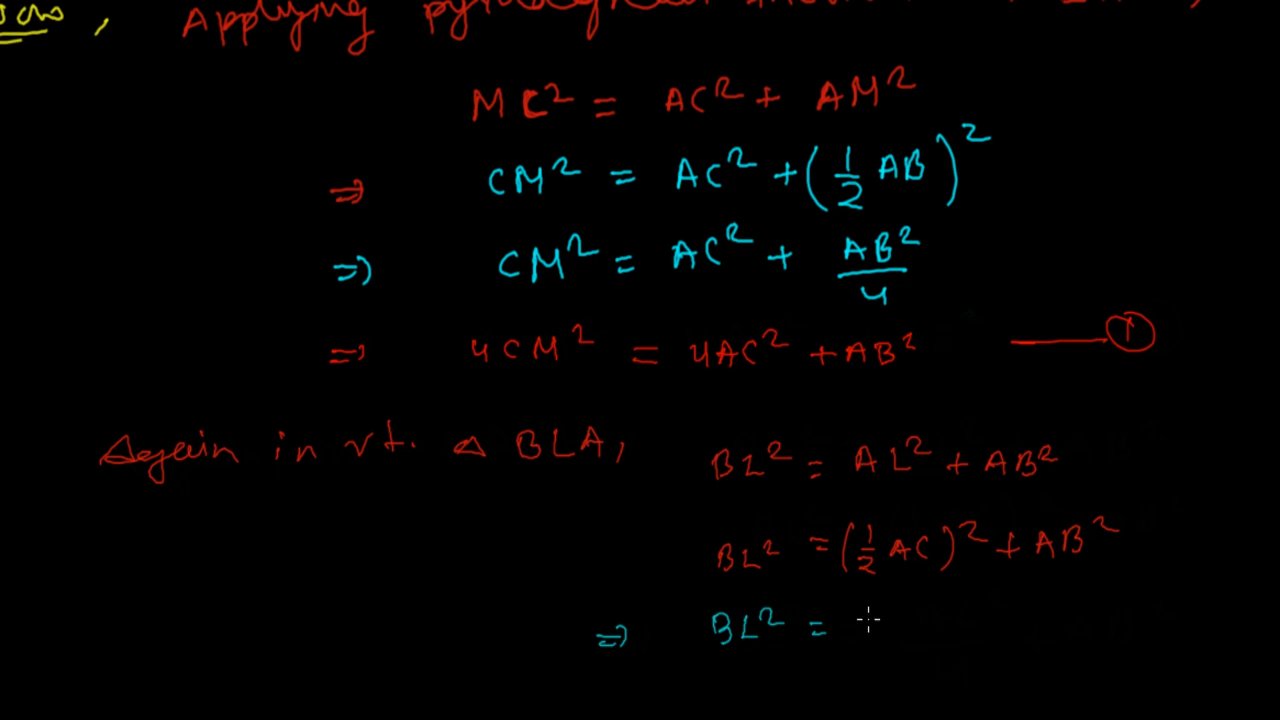 , Applying
MC² = AC² + AM²
⇒ CM² = AC² + (1/2 AB)²
⇒ CM² = AC² + AB²/4
⇒ 4CM² = 4AC² + AB² —— ①
Again in rt. △ BLA, BL² = AL² + AB²
BL² = (1/2 AC)² + AB²
⇒ BL² =